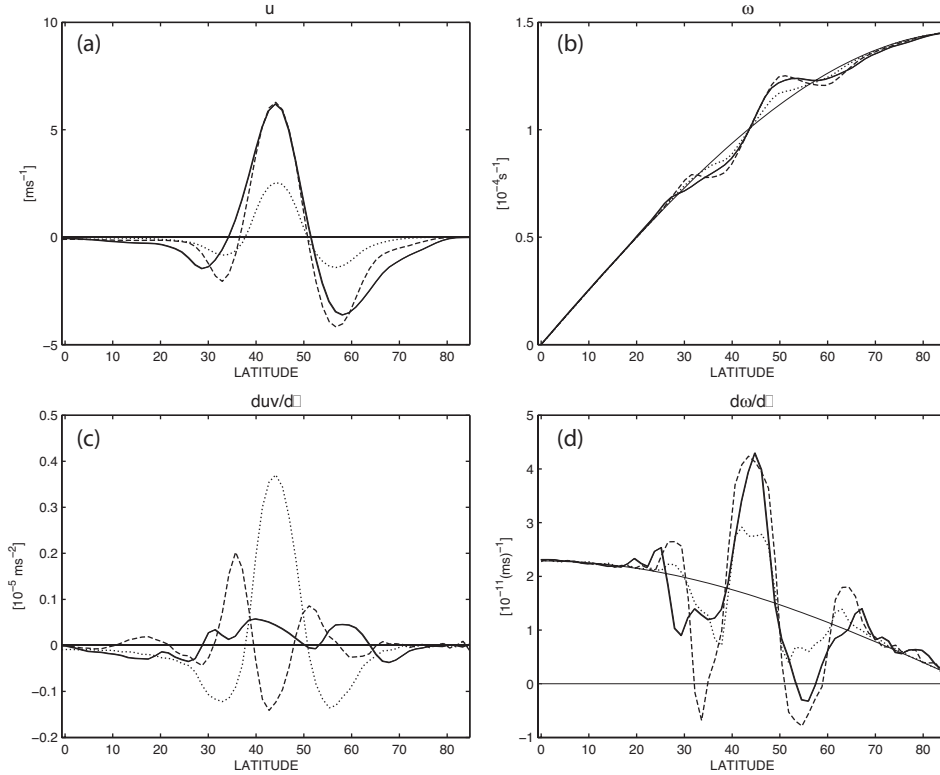 u
(a)
10
5
0
−5
[ms⁻¹]
0 10 20 30 40 50 60 70 80
LATITUDE
ω
(b)
1.5
1
0.5
0
[10⁻⁴s⁻¹]
0 10 20 30 40 50 60 70 80
LATITUDE
duv/d□
(c)
0.5
0.4
0.3
0.2
0.1
0
−0.1
−0.2
[10⁻⁵ ms⁻²]
0 10 20 30 40 50 60 70 80
LATITUDE
dω/d□
(d)
5
4
3
2
1
0
−1
[10⁻¹¹(ms)⁻¹]
0 10 20 30 40 50 60 70 80
LATITUDE